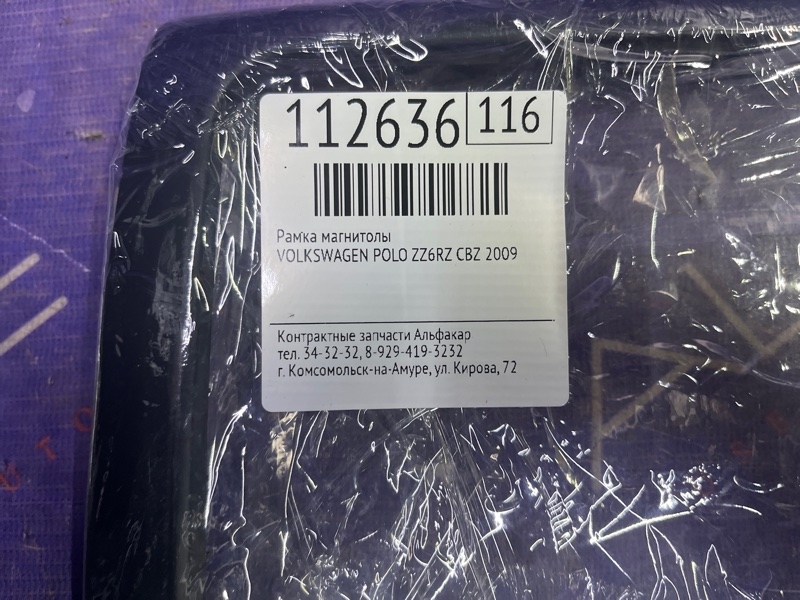 112636 116
Рамка магнитолы
VOLKSWAGEN POLO ZZ6RZ CBZ 2009
Контрактные запчасти Альфакар
тел. 34-32-32, 8-929-419-3232
г. Комсомольск-на-Амуре, ул. Кирова, 72